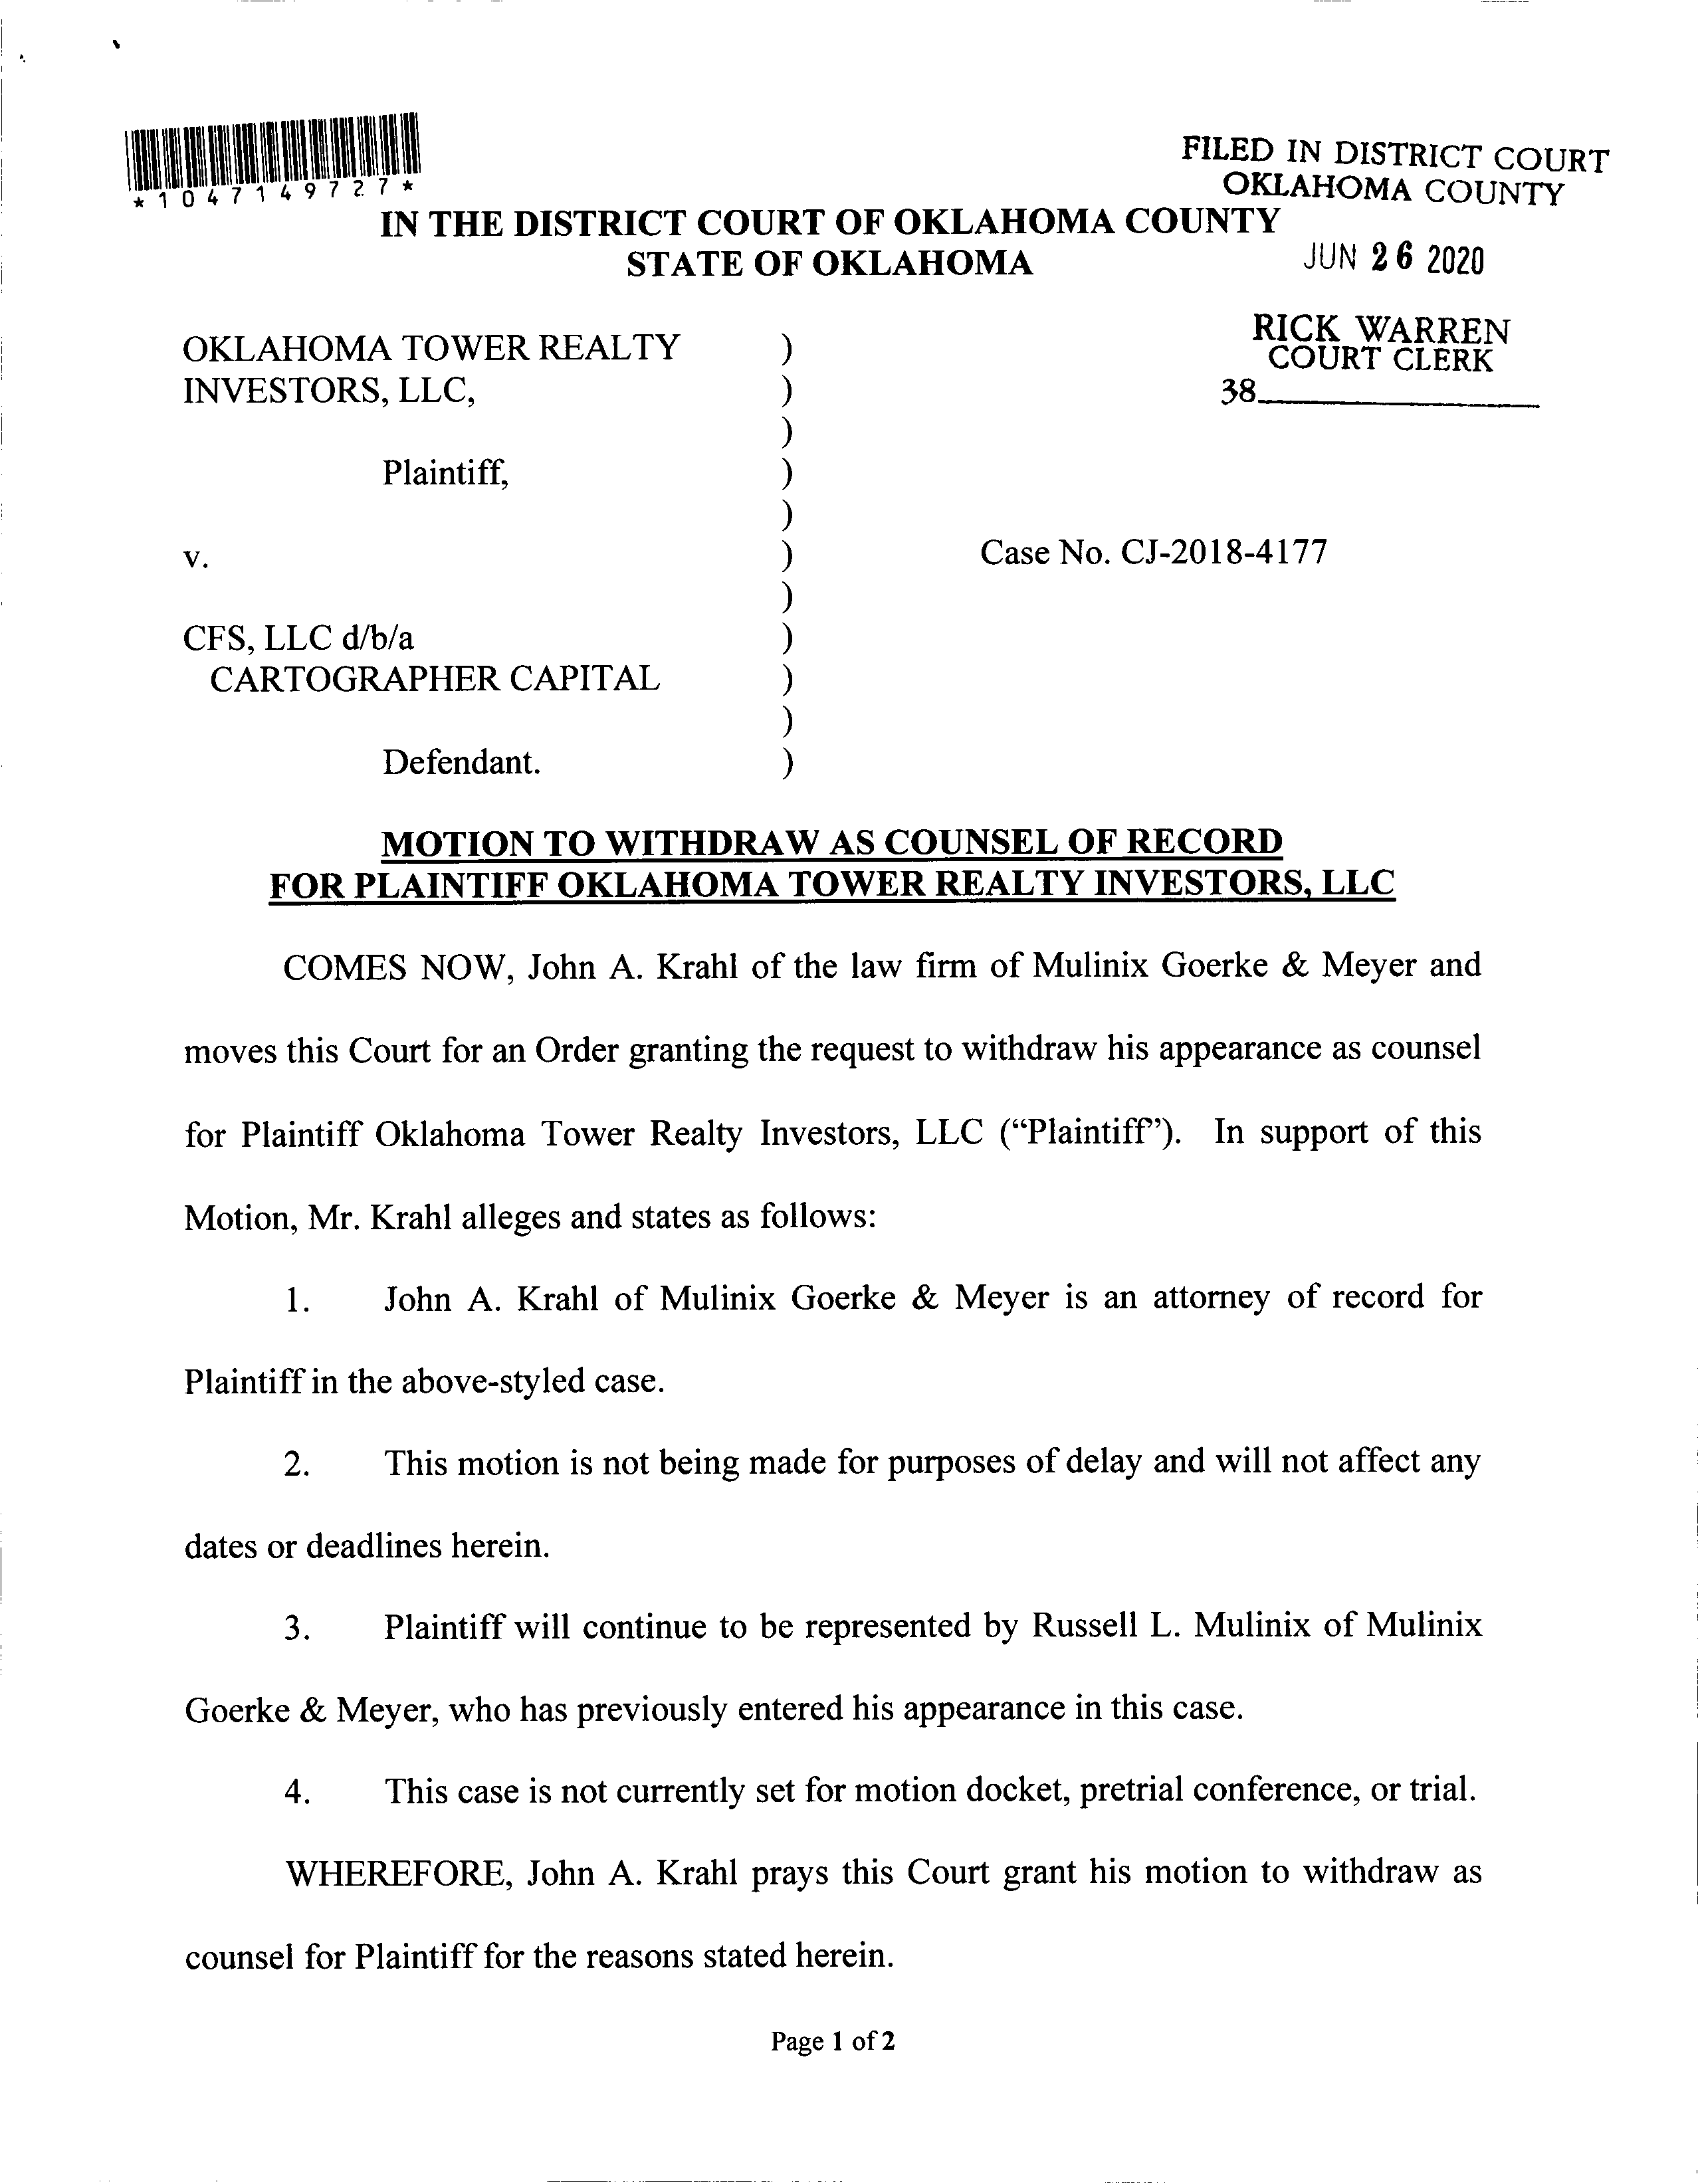 *1047149727*
FILED IN DISTRICT COURT
OKLAHOMA COUNTY
IN THE DISTRICT COURT OF OKLAHOMA COUNTY
STATE OF OKLAHOMA
JUN 26 2020
RICK WARREN
COURT CLERK
38
OKLAHOMA TOWER REALTY )
INVESTORS, LLC, )
)
Plaintiff, )
)
v. ) Case No. CJ-2018-4177
)
CFS, LLC d/b/a )
CARTOGRAPHER CAPITAL )
)
Defendant. )
MOTION TO WITHDRAW AS COUNSEL OF RECORD
FOR PLAINTIFF OKLAHOMA TOWER REALTY INVESTORS, LLC
COMES NOW, John A. Krahl of the law firm of Mulinix Goerke & Meyer and
moves this Court for an Order granting the request to withdraw his appearance as counsel
for Plaintiff Oklahoma Tower Realty Investors, LLC (“Plaintiff”). In support of this
Motion, Mr. Krahl alleges and states as follows:
1. John A. Krahl of Mulinix Goerke & Meyer is an attorney of record for
Plaintiff in the above-styled case.
2. This motion is not being made for purposes of delay and will not affect any
dates or deadlines herein.
3. Plaintiff will continue to be represented by Russell L. Mulinix of Mulinix
Goerke & Meyer, who has previously entered his appearance in this case.
4. This case is not currently set for motion docket, pretrial conference, or trial.
WHEREFORE, John A. Krahl prays this Court grant his motion to withdraw as
counsel for Plaintiff for the reasons stated herein.
Page 1 of 2